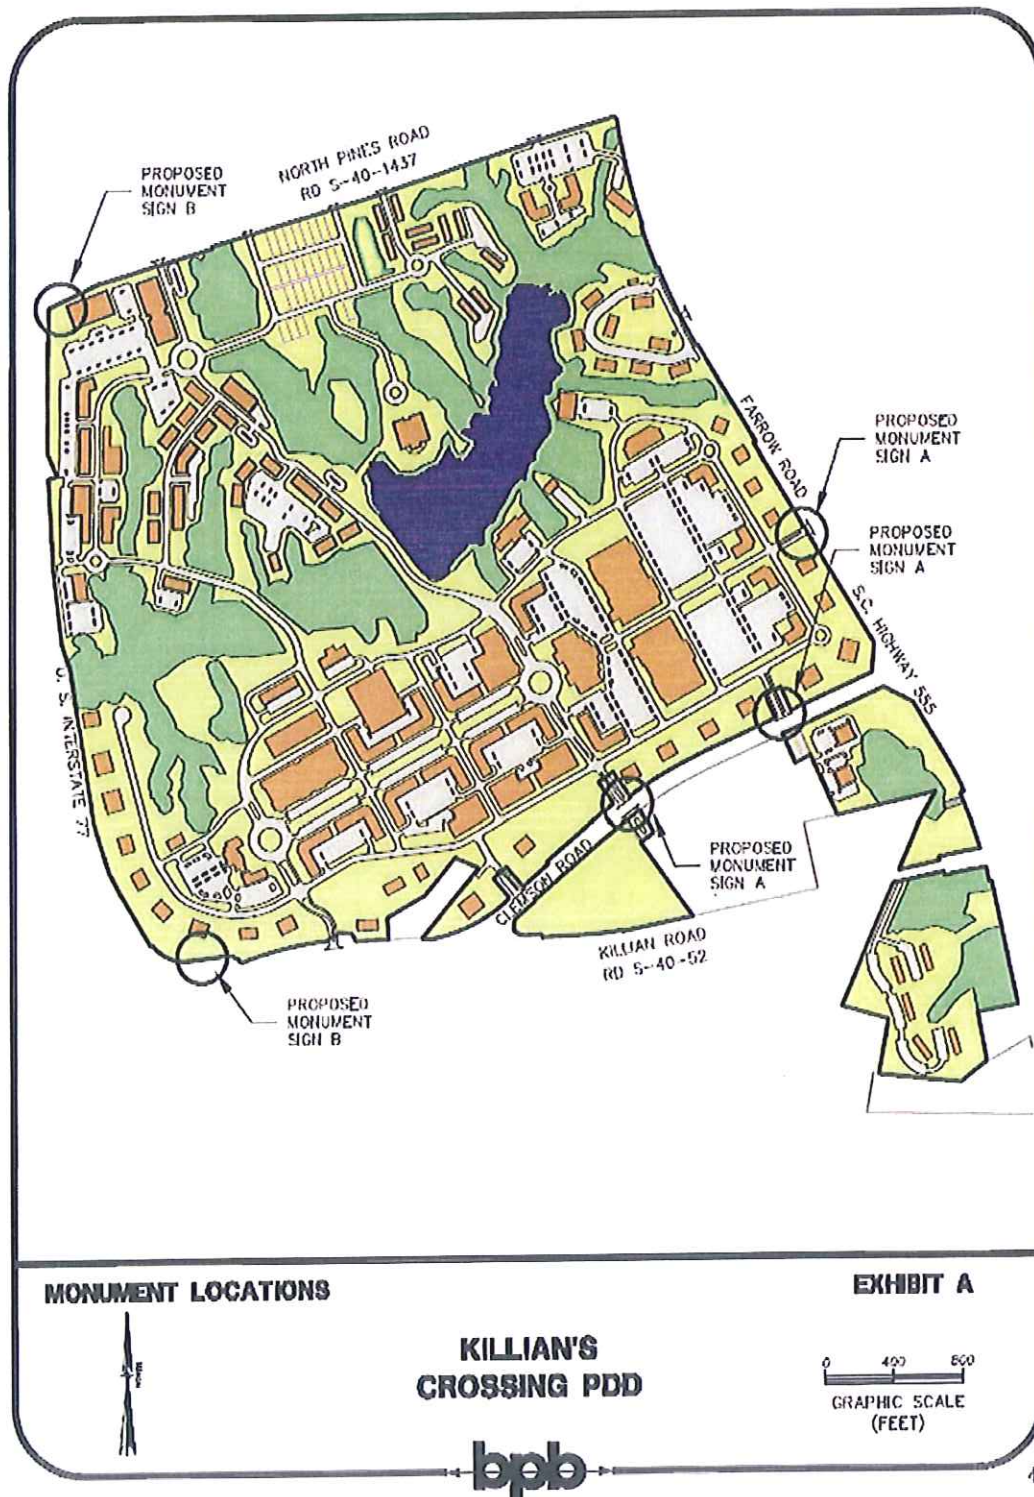 NORTH PINES ROAD
RD S-40-1437
PROPOSED
MONUMENT
SIGN B
FARROW ROAD
PROPOSED
MONUMENT
SIGN A
PROPOSED
MONUMENT
SIGN A
S.C. HIGHWAY 555
U. S. INTERSTATE 77
CLEMSON ROAD
PROPOSED
MONUMENT
SIGN A
KILLIAN ROAD
RD S-40-52
PROPOSED
MONUMENT
SIGN B
MONUMENT LOCATIONS
EXHIBIT A
KILLIAN'S
CROSSING PDD
0 400 800
GRAPHIC SCALE
(FEET)
bpb